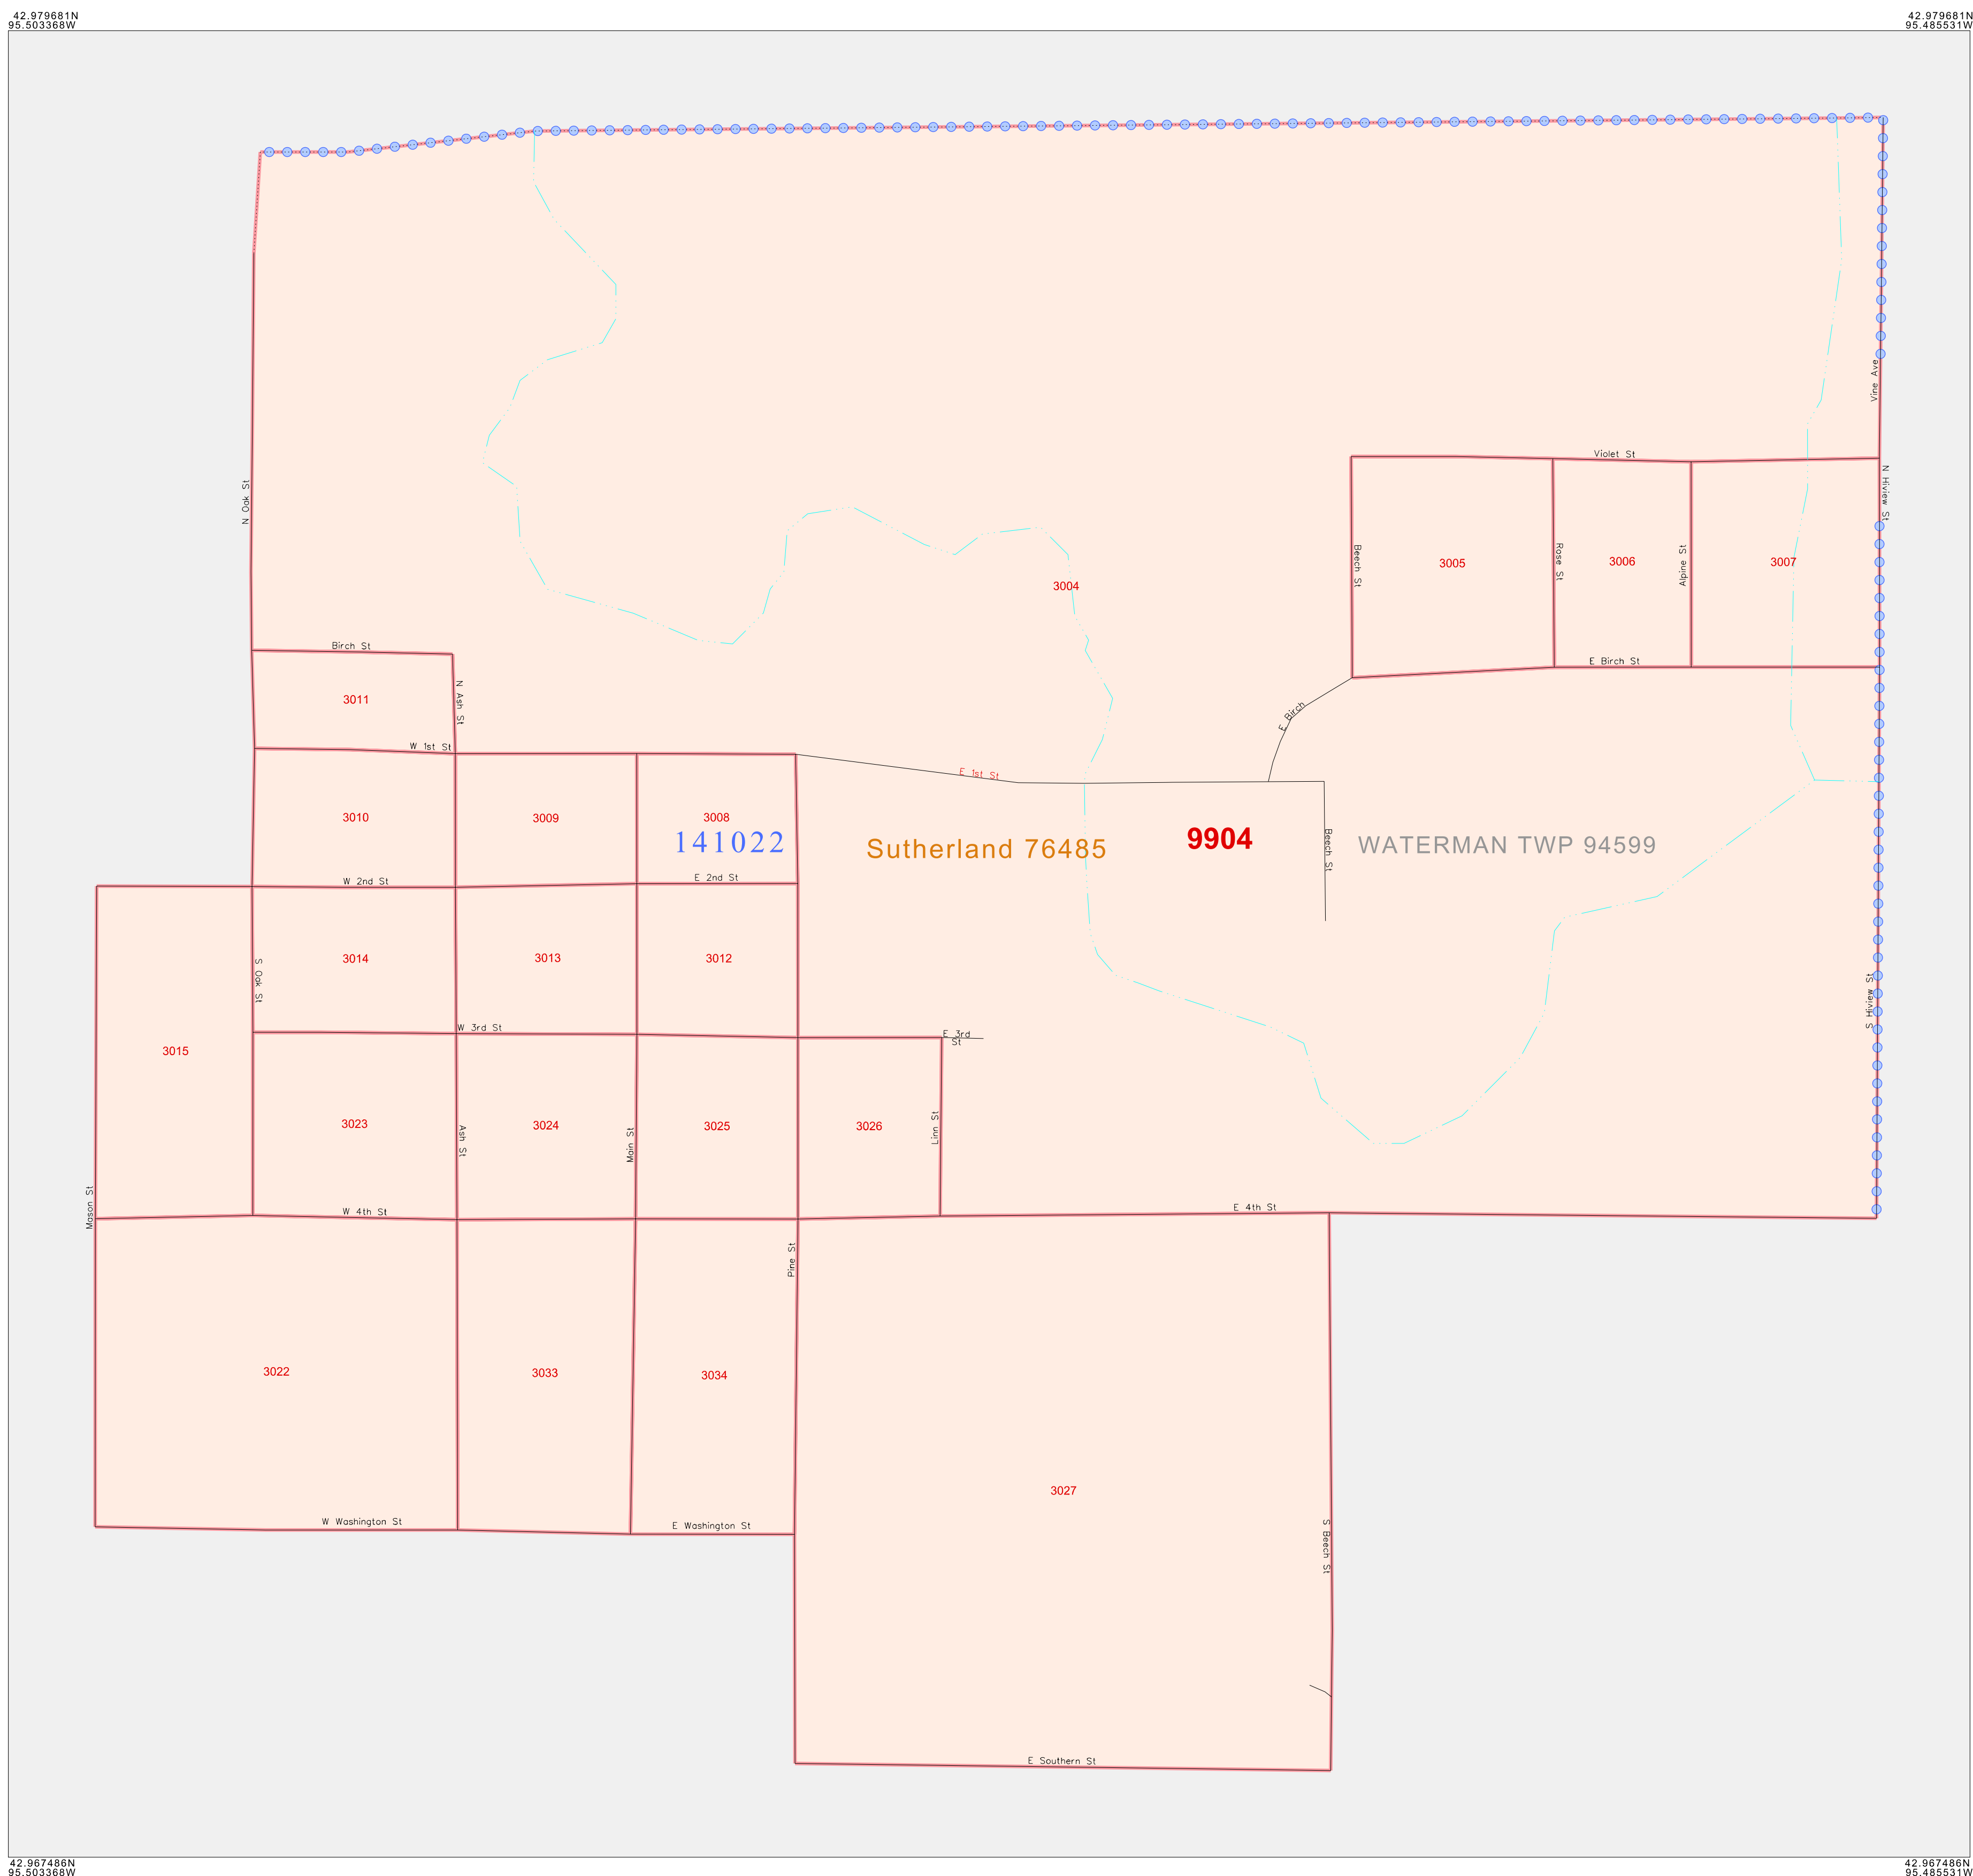 42.979681N
95.503368W
42.979681N
95.485531W
Vine Ave
Violet St
N Oak St
N Hiview St
Beech St
3005
Rose St
3006
Alpine St
3007
3004
Birch St
E Birch St
3011
N Ash St
E Birch
W 1st St
E 1st St
3010
3009
3008
141022
Sutherland 76485
9904
Beech St
WATERMAN TWP 94599
W 2nd St
E 2nd St
3014
3013
3012
S Oak St
S Hiview St
W 3rd St
E 3rd
St
3015
3023
Ash St
3024
Main St
3025
3026
Linn St
Mason St
W 4th St
E 4th St
Pine St
3022
3033
3034
3027
W Washington St
E Washington St
S Beech St
E Southern St
42.967486N
95.503368W
42.967486N
95.485531W